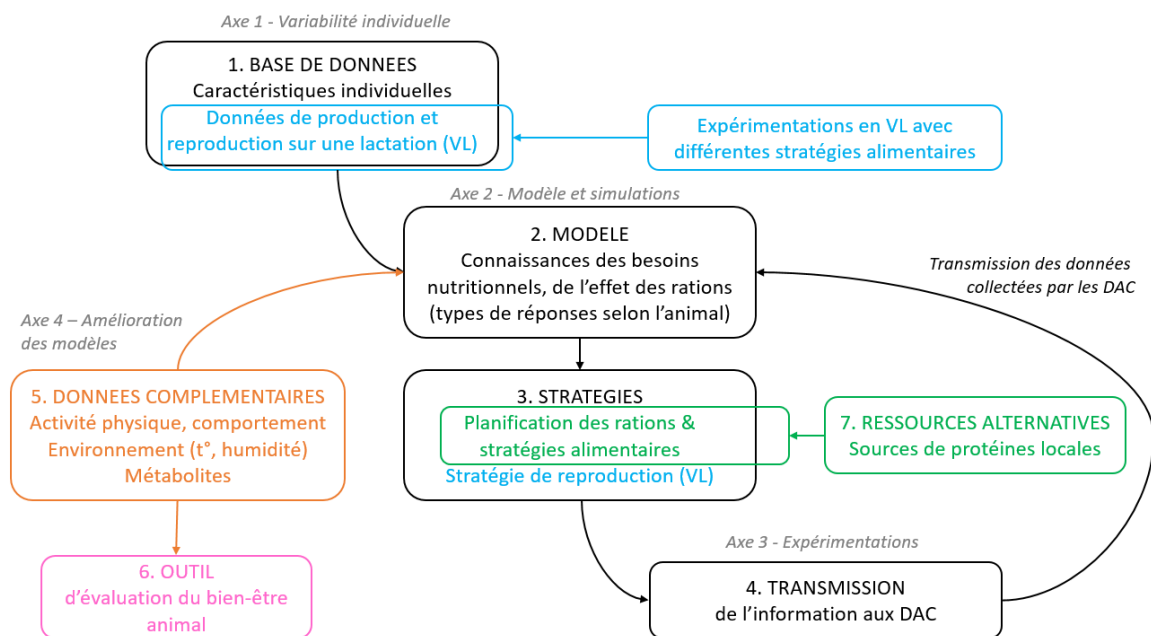 Axe 1 - Variabilité individuelle
1. BASE DE DONNEES
Caractéristiques individuelles
Données de production et
reproduction sur une lactation (VL)
Expérimentations en VL avec
différentes stratégies alimentaires
Axe 2 - Modèle et simulations
2. MODELE
Connaissances des besoins
nutritionnels, de l’effet des rations
(types de réponses selon l’animal)
Transmission des données
collectées par les DAC
Axe 4 – Amélioration
des modèles
5. DONNEES COMPLEMENTAIRES
Activité physique, comportement
Environnement (t°, humidité)
Métabolites
3. STRATEGIES
Planification des rations &
stratégies alimentaires
Stratégie de reproduction (VL)
7. RESSOURCES ALTERNATIVES
Sources de protéines locales
Axe 3 - Expérimentations
6. OUTIL
d’évaluation du bien-être
animal
4. TRANSMISSION
de l’information aux DAC